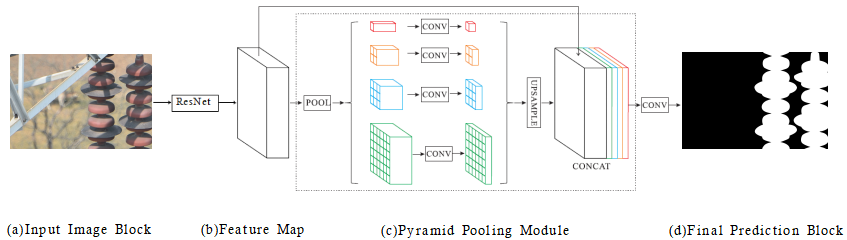 ResNet
POOL
CONV
CONV
CONV
CONV
UPSAMPLE
CONCAT
CONV
(a)Input Image Block
(b)Feature Map
(c)Pyramid Pooling Module
(d)Final Prediction Block